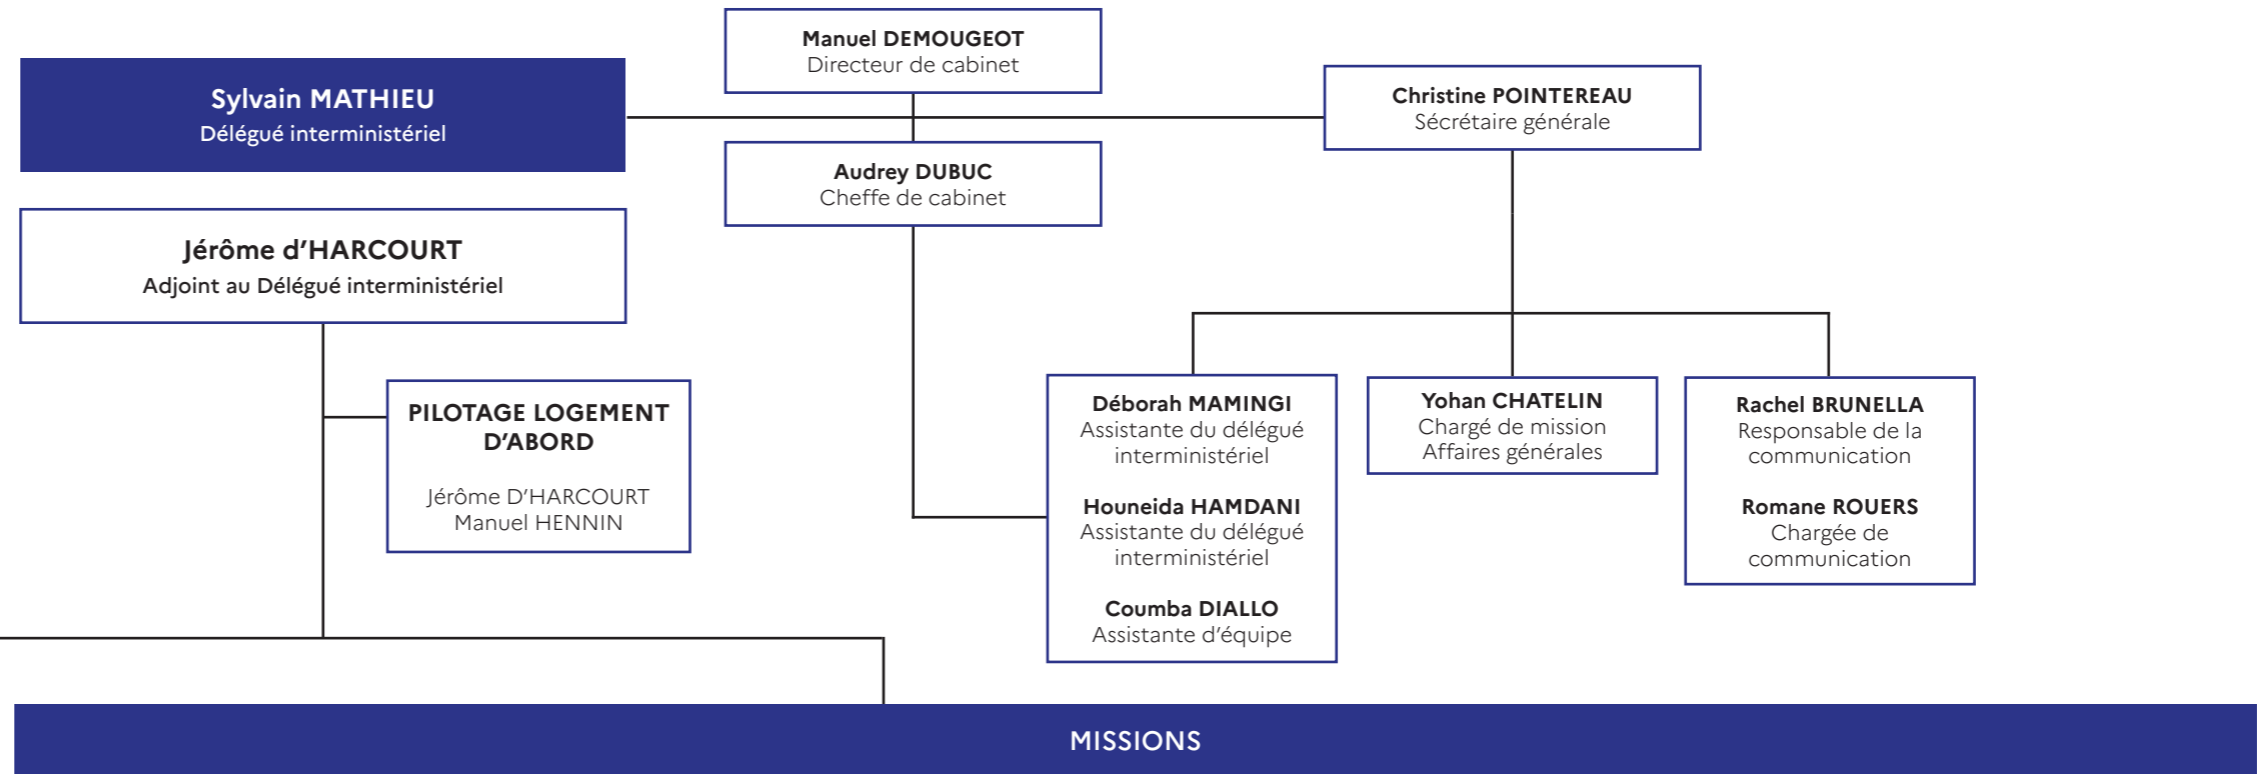 Manuel DEMOUGEOT
Directeur de cabinet
Sylvain MATHIEU
Délégué interministériel
Christine POINTEREAU
Sécrétaire générale
Audrey DUBUC
Cheffe de cabinet
Jérôme d’HARCOURT
Adjoint au Délégué interministériel
PILOTAGE LOGEMENT
D’ABORD
Jérôme D’HARCOURT
Manuel HENNIN
Déborah MAMINGI
Assistante du délégué
interministériel
Houneida HAMDANI
Assistante du délégué
interministériel
Coumba DIALLO
Assistante d’équipe
Yohan CHATELIN
Chargé de mission
Affaires générales
Rachel BRUNELLA
Responsable de la
communication
Romane ROUERS
Chargée de
communication
MISSIONS